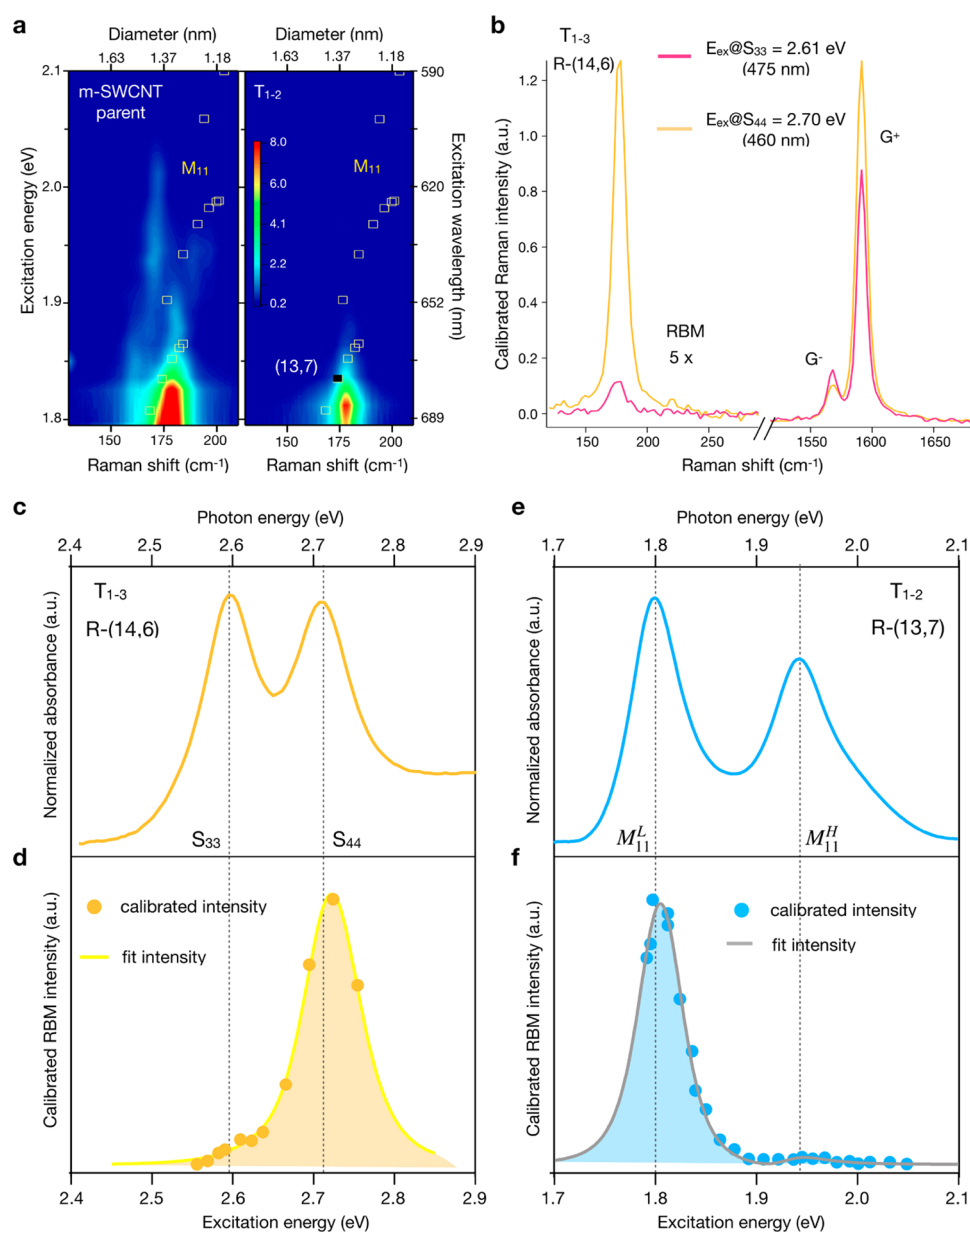 a
Diameter (nm)
1.63 1.37 1.18
Diameter (nm)
1.63 1.37 1.18
Excitation energy (eV)
2.1
2.0
1.9
1.8
m-SWCNT
parent
M11
T1-2
8.0
6.0
4.1
2.2
0.2
M11
(13,7)
590
620
652
689
Excitation wavelength (nm)
150 178 200
Raman shift (cm-1)
150 178 200
Raman shift (cm-1)
b
T1-3
R-(14,6)
Eex@S33 = 2.61 eV
(475 nm)
Eex@S44 = 2.70 eV
(460 nm)
G+
RBM
5 x
G-
Calibrated Raman intensity (a.u.)
1.2
1.0
0.8
0.6
0.4
0.2
0.0
150 200 250 1550 1600 1650
Raman shift (cm-1)
c
Photon energy (eV)
2.4 2.5 2.6 2.7 2.8 2.9
T1-3
R-(14,6)
Normalized absorbance (a.u.)
S33 S44
d
calibrated intensity
fit intensity
Calibrated RBM intensity (a.u.)
2.4 2.5 2.6 2.7 2.8 2.9
Excitation energy (eV)
e
Photon energy (eV)
1.7 1.8 1.9 2.0 2.1
T1-2
R-(13,7)
Normalized absorbance (a.u.)
M11L M11H
f
calibrated intensity
fit intensity
Calibrated RBM intensity (a.u.)
1.7 1.8 1.9 2.0 2.1
Excitation energy (eV)